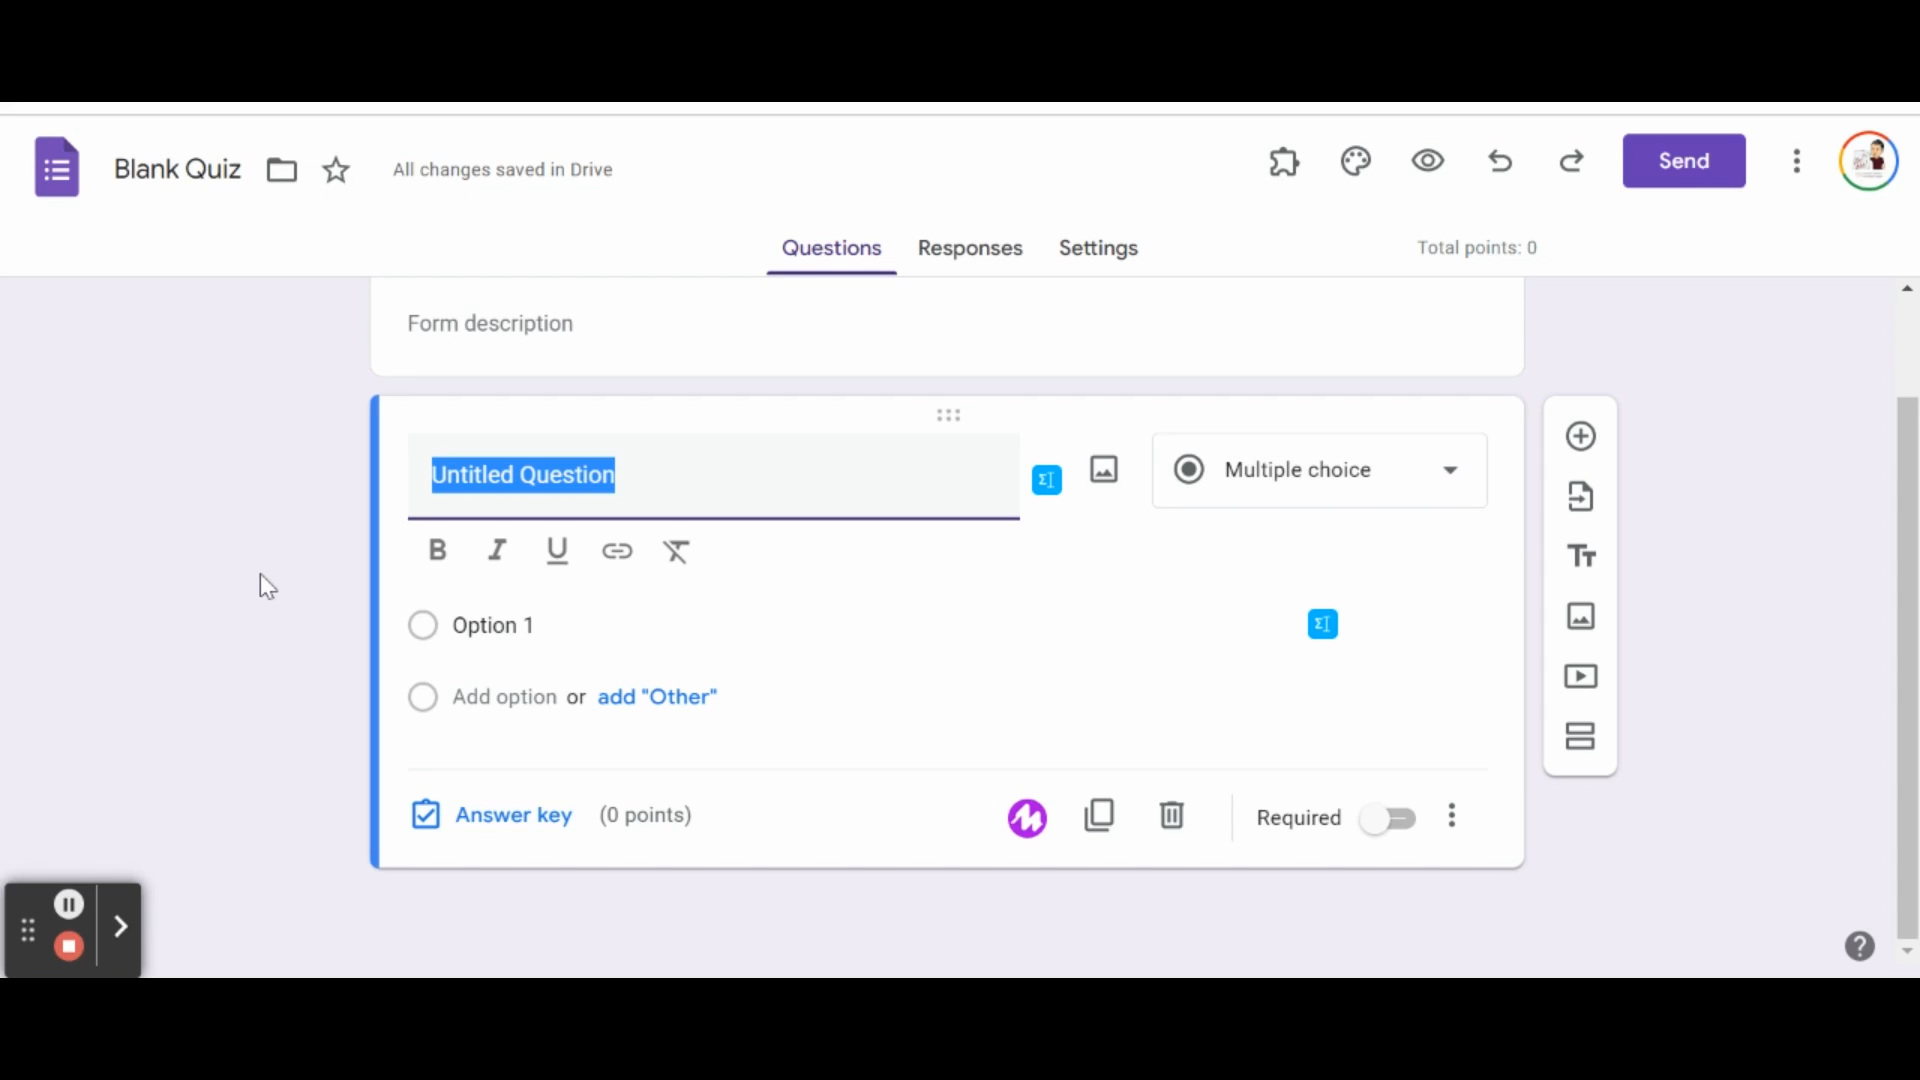 Blank Quiz
All changes saved in Drive
Send
Questions
Responses
Settings
Total points: 0
Form description
Untitled Question
Multiple choice
B I U
Option 1
Add option or add "Other"
Answer key
(0 points)
Required